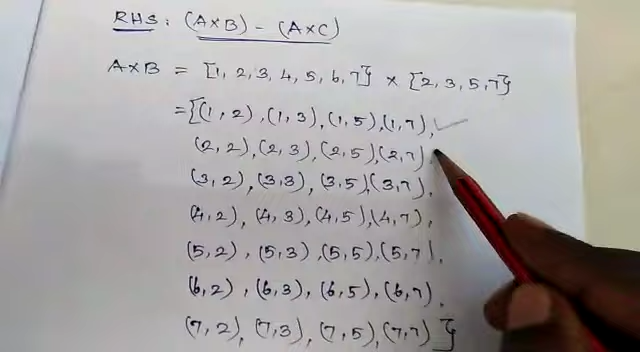 RHS: (A×B) - (A×C)
A×B = {1, 2, 3, 4, 5, 6, 7} × {2, 3, 5, 7}
={(1, 2), (1, 3), (1, 5), (1, 7),
(2, 2), (2, 3), (2, 5), (2, 7)
(3, 2), (3, 3), (3, 5), (3, 7),
(4, 2), (4, 3), (4, 5), (4, 7),
(5, 2), (5, 3), (5, 5), (5, 7),
(6, 2), (6, 3), (6, 5), (6, 7),
(7, 2), (7, 3), (7, 5), (7, 7)}